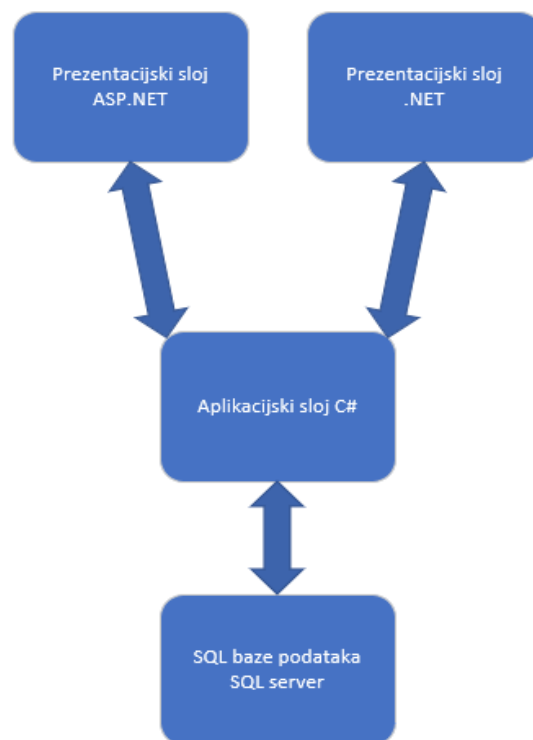 Prezentacijski sloj
ASP.NET
Prezentacijski sloj
.NET
Aplikacijski sloj C#
SQL baze podataka
SQL server